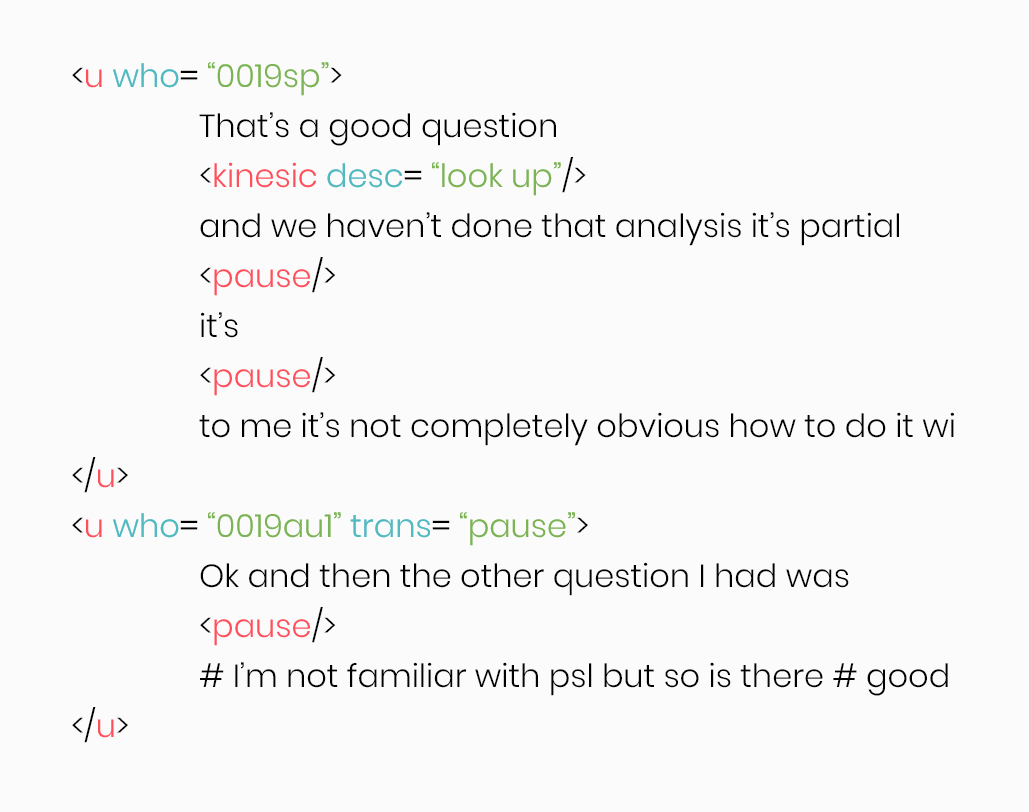 <u who= “0019sp”>
That’s a good question
<kinesic desc= “look up”/>
and we haven’t done that analysis it’s partial
<pause/>
it’s
<pause/>
to me it’s not completely obvious how to do it wi
</u>
<u who= “0019au1” trans= “pause”>
Ok and then the other question I had was
<pause/>
# I’m not familiar with psl but so is there # good
</u>